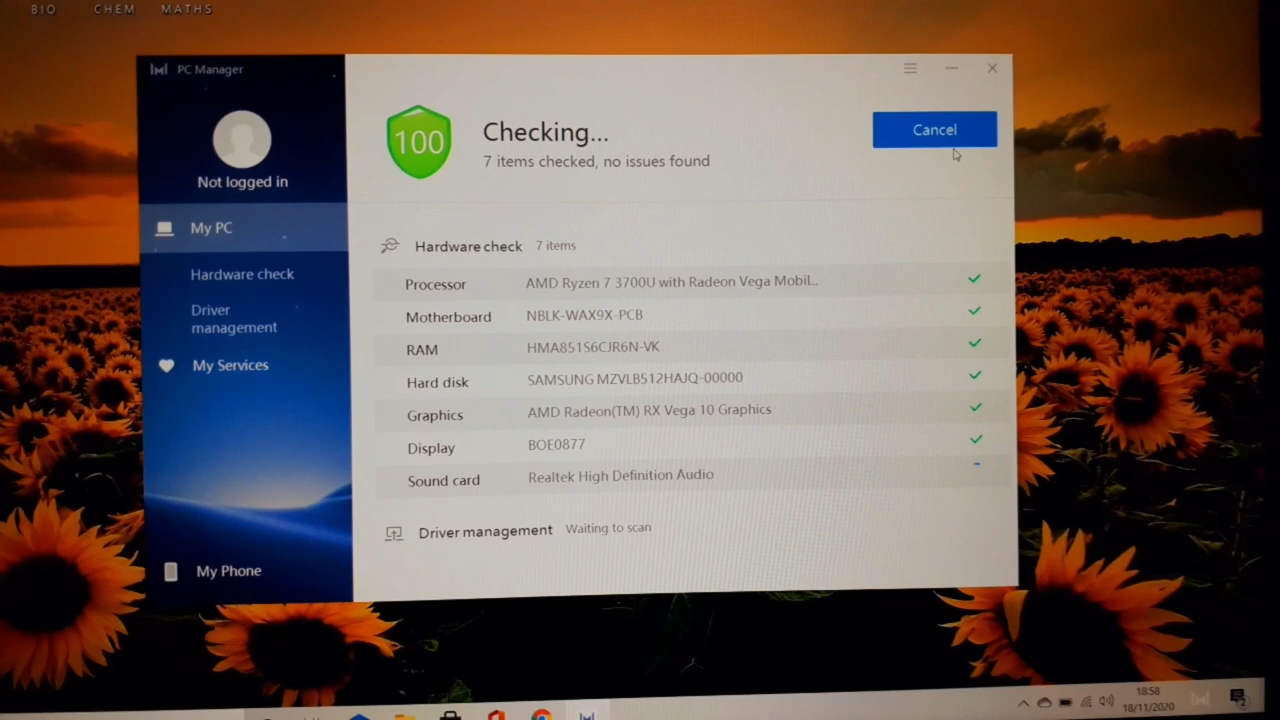 BIO CHEM MATHS
PC Manager
Not logged in
My PC
Hardware check
Driver
management
My Services
My Phone
100
Checking...
7 items checked, no issues found
Cancel
Hardware check 7 items
Processor AMD Ryzen 7 3700U with Radeon Vega Mobil..
Motherboard NBLK-WAX9X-PCB
RAM HMA851S6CJR6N-VK
Hard disk SAMSUNG MZVLB512HAJQ-00000
Graphics AMD Radeon(TM) RX Vega 10 Graphics
Display BOE0877
Sound card Realtek High Definition Audio
Driver management Waiting to scan
18:58
18/11/2020
2